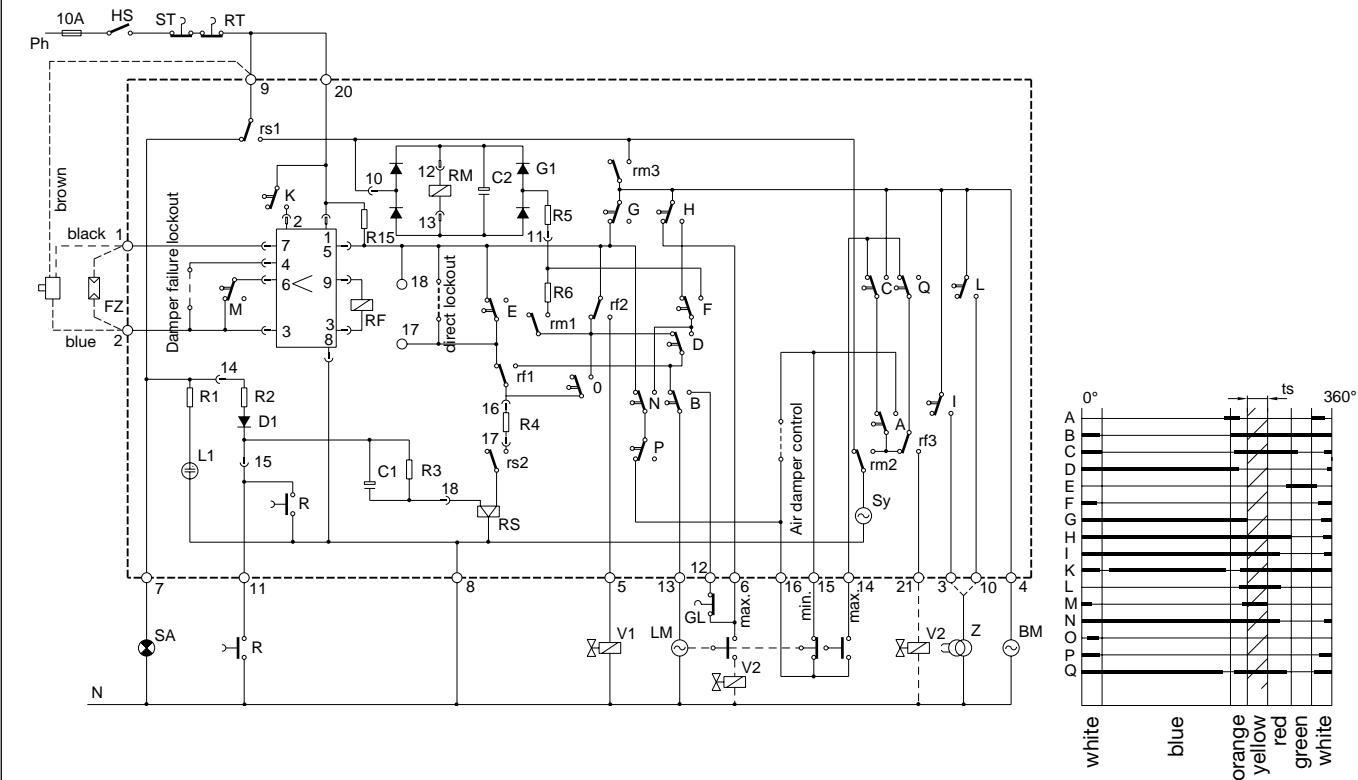 10A HS ST RT
Ph
9 20
rs1
brown
black 1
blue 2
FZ
Damper failure lockout
K
2
7 1
5
4
6 9
M
3 3
8
R15
RF
10 12 RM C2 G1
13
R5
11
R6
rm1
18
17
direct lockout
E
rf1
16
R4
17
rs2
0
rf2
rm3
G H
F
D
N B
P
C Q
L
I
A
rf3
rm2
Sy
Air damper control
14
R1 R2
D1
L1
15
R
C1 R3
18
RS
7 11 8 5 13 12 6 16 15 14 21 3 10 4
max. min. max.
GL
SA R V1 LM V2 V2 Z BM
N
0° ts 360°
A
B
C
D
E
F
G
H
I
K
L
M
N
O
P
Q
white blue orange yellow red green white